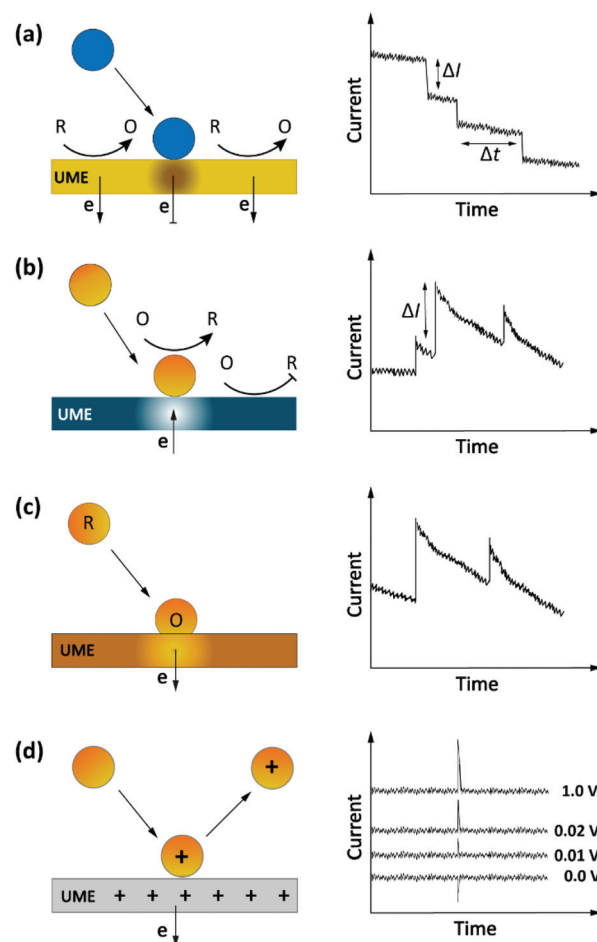 (a)
R O R O
UME
e e e
Current
ΔI
Δt
Time
(b)
O R
O R
UME
e
Current
ΔI
Time
(c)
R
O
UME
e
Current
Time
(d)
+
+
UME + + + + + +
e
Current
1.0 V
0.02 V
0.01 V
0.0 V
Time